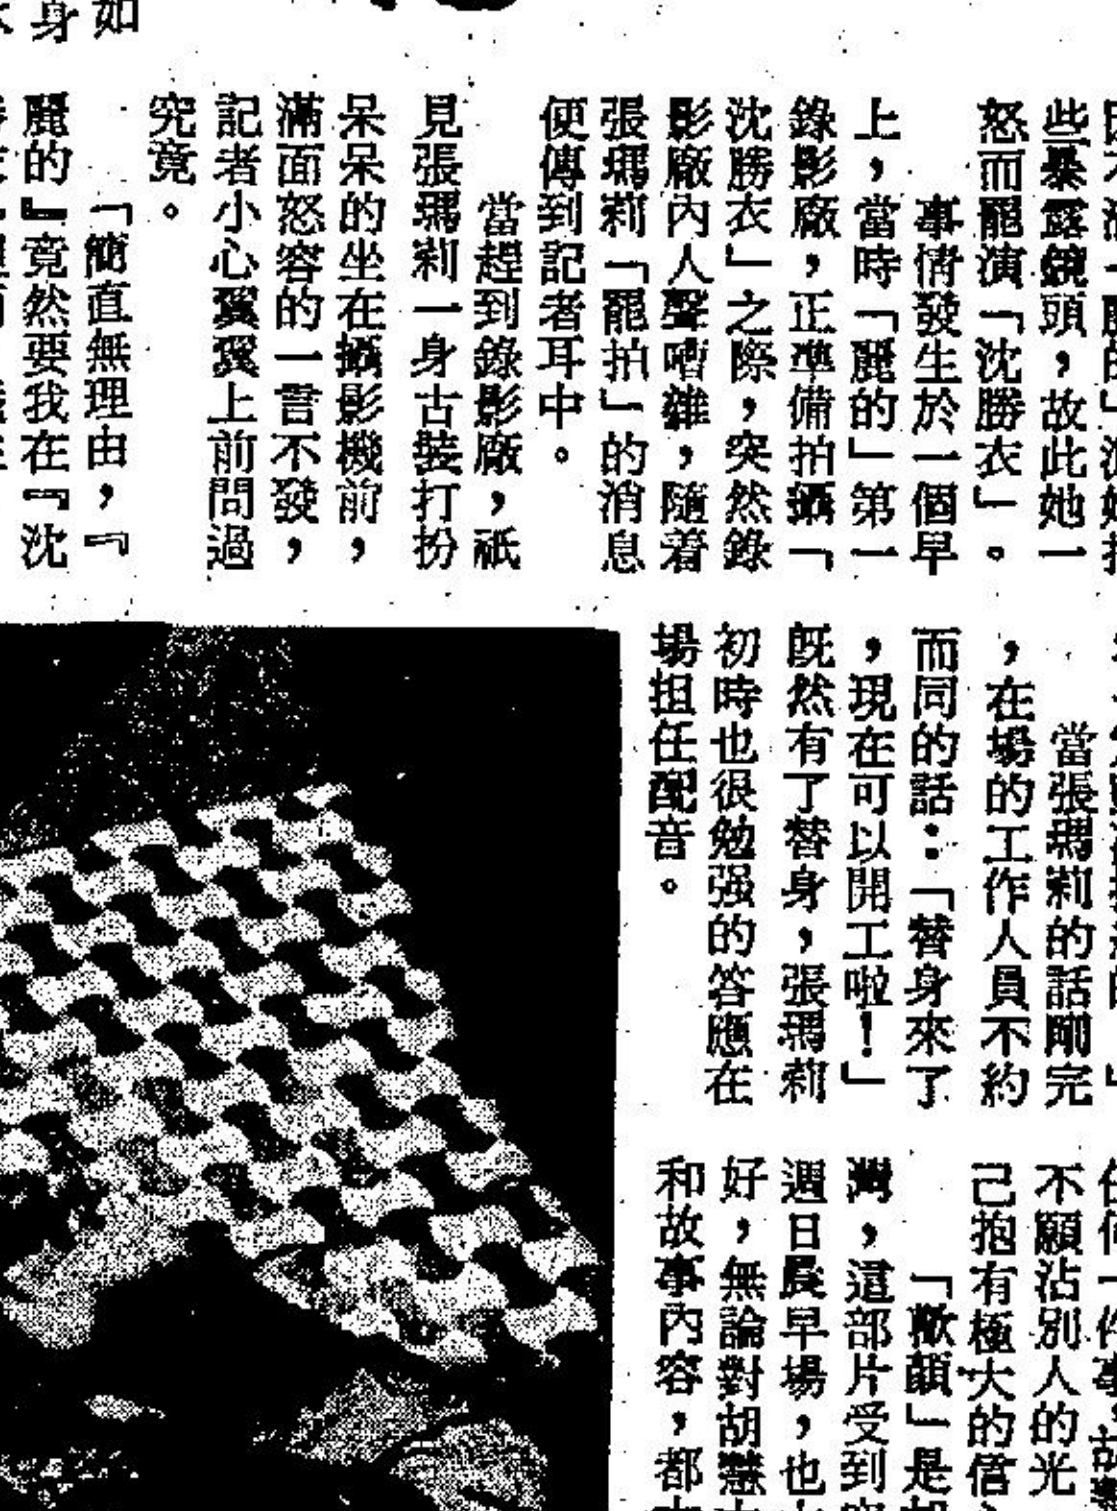 如
身
些暴露鏡頭，故此她一
怒而罷演「沈勝衣」。
事情發生於一個早
上，當時「麗的」第一
錄影廠，正準備拍攝「
沈勝衣」之際，突然錄
影廠內人聲嘈雜，隨着
張瑪莉「罷拍」的消息
便傳到記者耳中。
當趕到錄影廠，祇
見張瑪莉一身古裝打扮
呆呆的坐在攝影機前，
滿面怒容的一言不發，
記者小心翼翼上前問過
究竟。
「簡直無理由，『
麗的』竟然要我在『沈
當張瑪莉的話剛完
，在場的工作人員不約
而同的話：「替身來了
，現在可以開工啦！」
既然有了替身，張瑪莉
初時也很勉强的答應在
場担任配音。
不願沾別人的光
己抱有極大的信
「歡顏」是
灣，這部片受到
週日晨早場，也
好，無論對胡慧
和故事內容，都